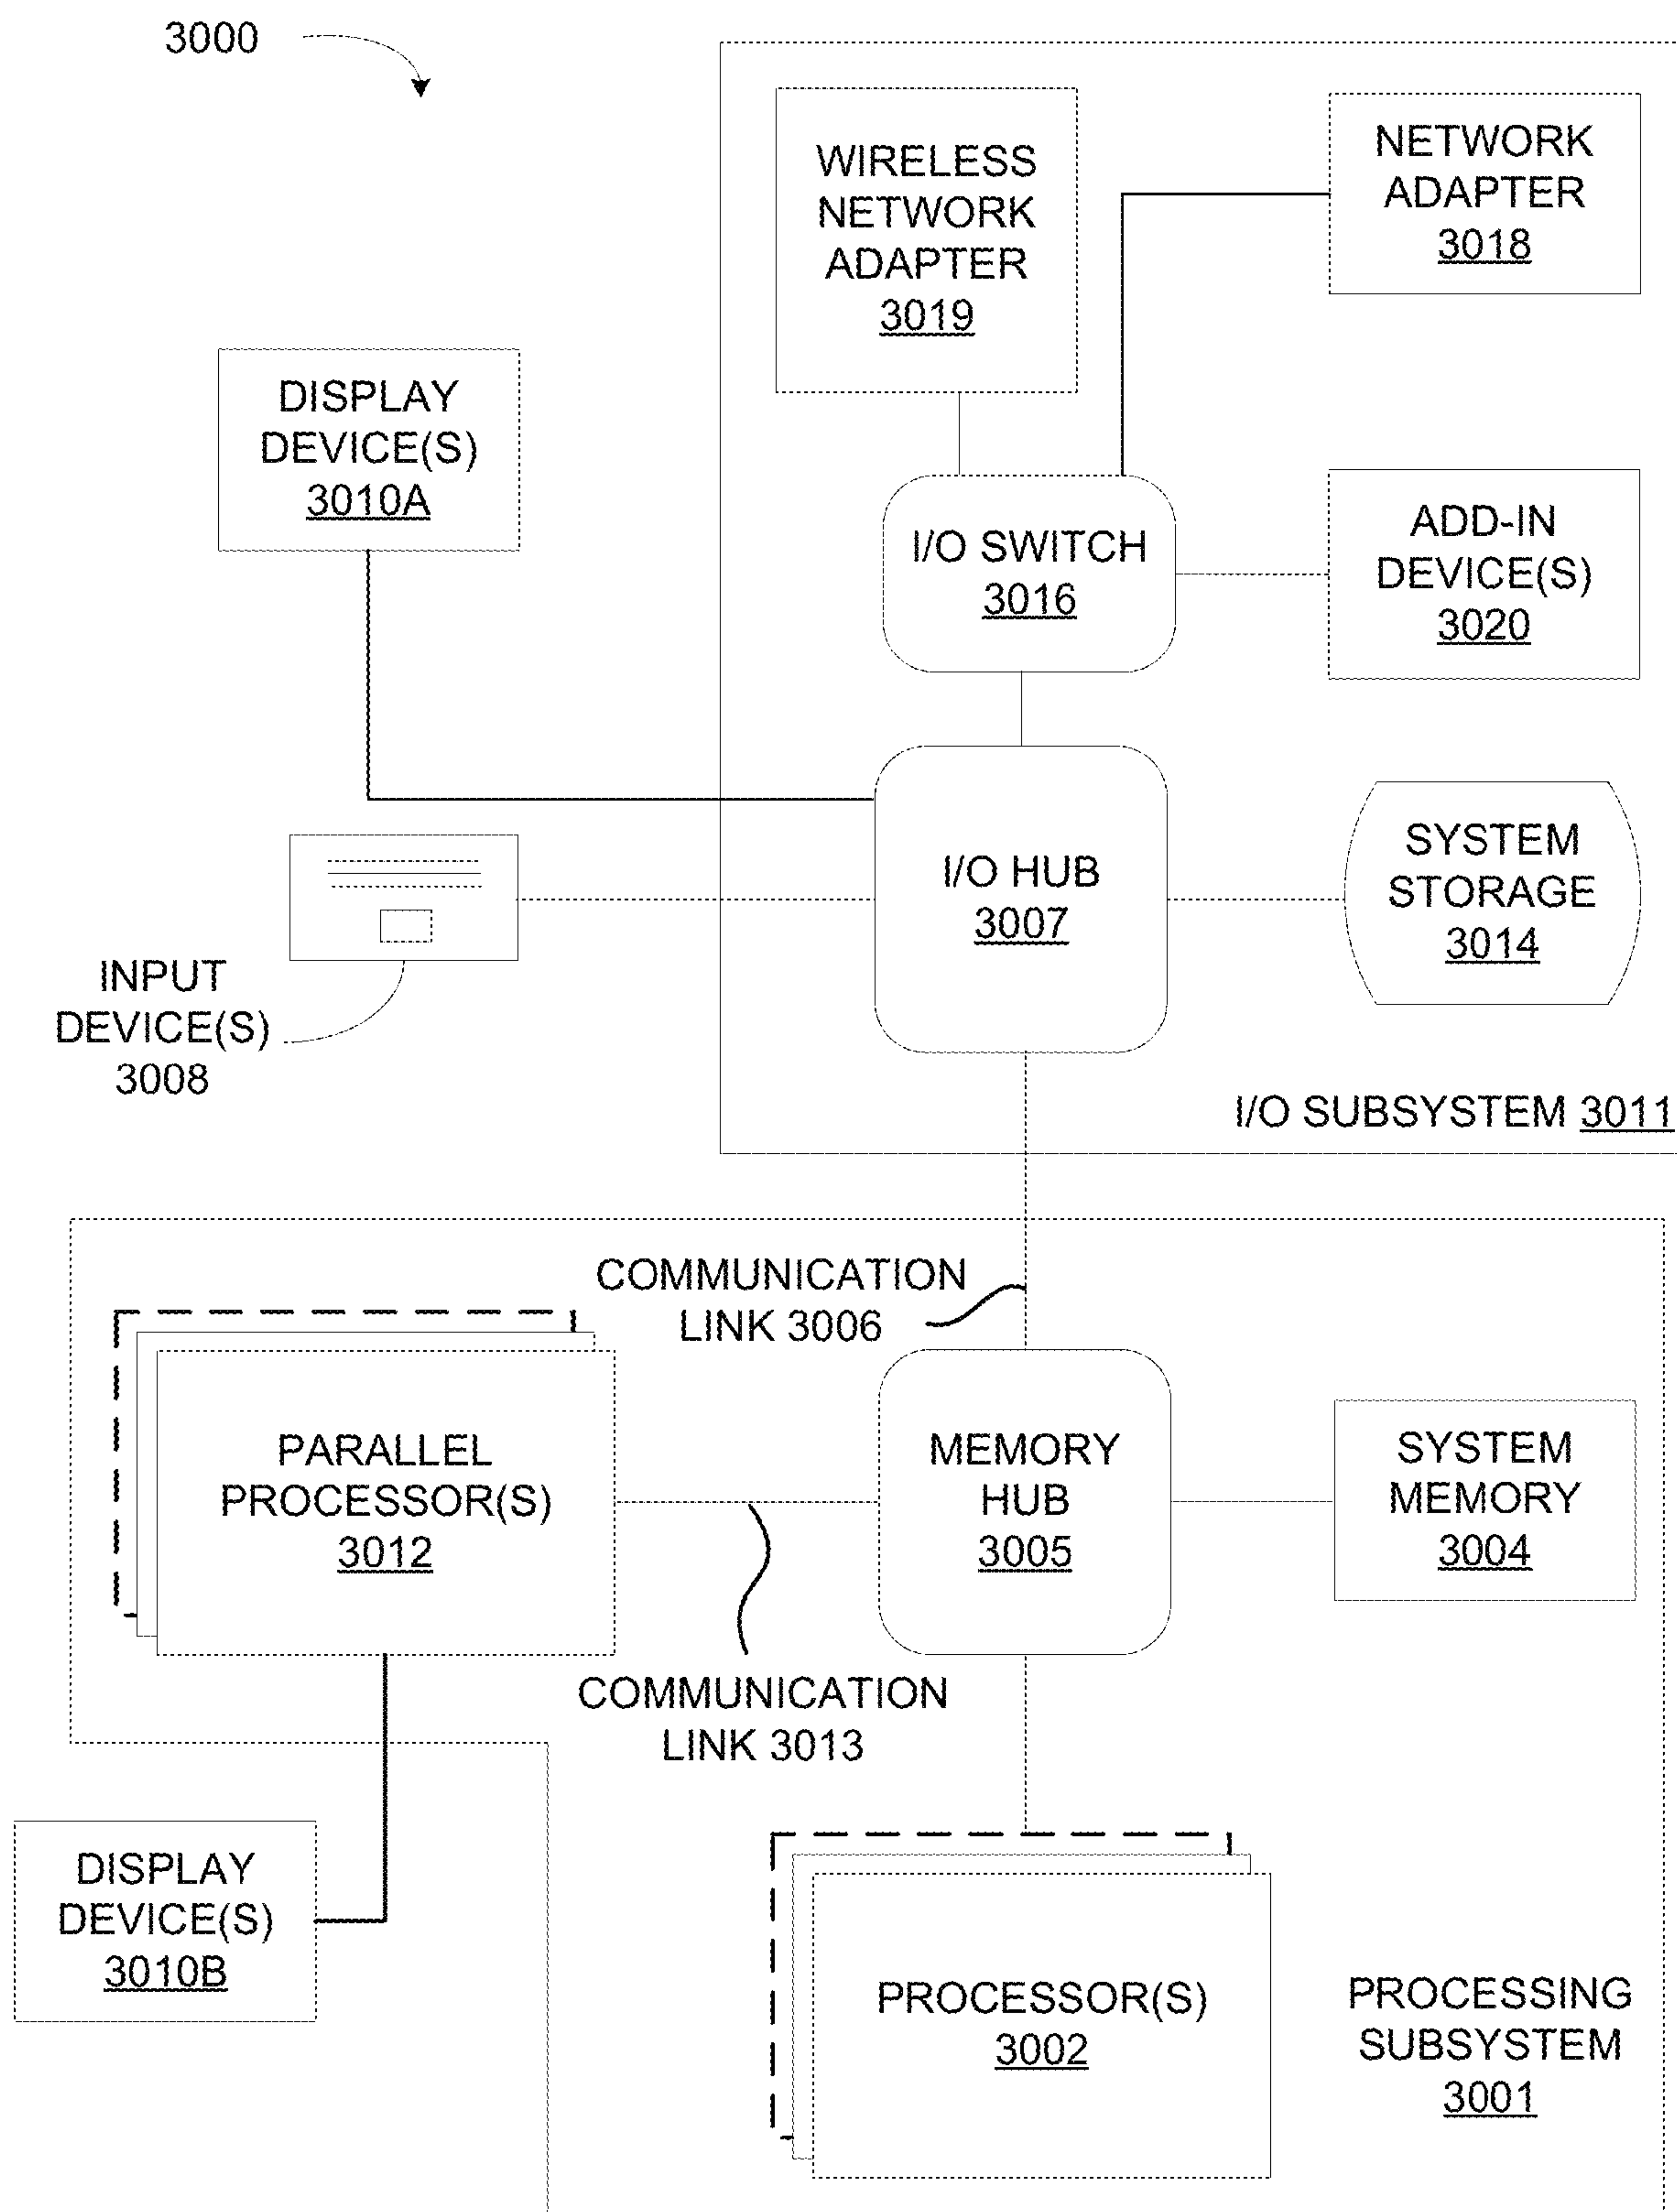 3000
WIRELESS
NETWORK
ADAPTER
3019
NETWORK
ADAPTER
3018
DISPLAY
DEVICE(S)
3010A
I/O SWITCH
3016
ADD-IN
DEVICE(S)
3020
I/O HUB
3007
SYSTEM
STORAGE
3014
INPUT
DEVICE(S)
3008
I/O SUBSYSTEM 3011
COMMUNICATION
LINK 3006
PARALLEL
PROCESSOR(S)
3012
MEMORY
HUB
3005
SYSTEM
MEMORY
3004
COMMUNICATION
LINK 3013
DISPLAY
DEVICE(S)
3010B
PROCESSOR(S)
3002
PROCESSING
SUBSYSTEM
3001